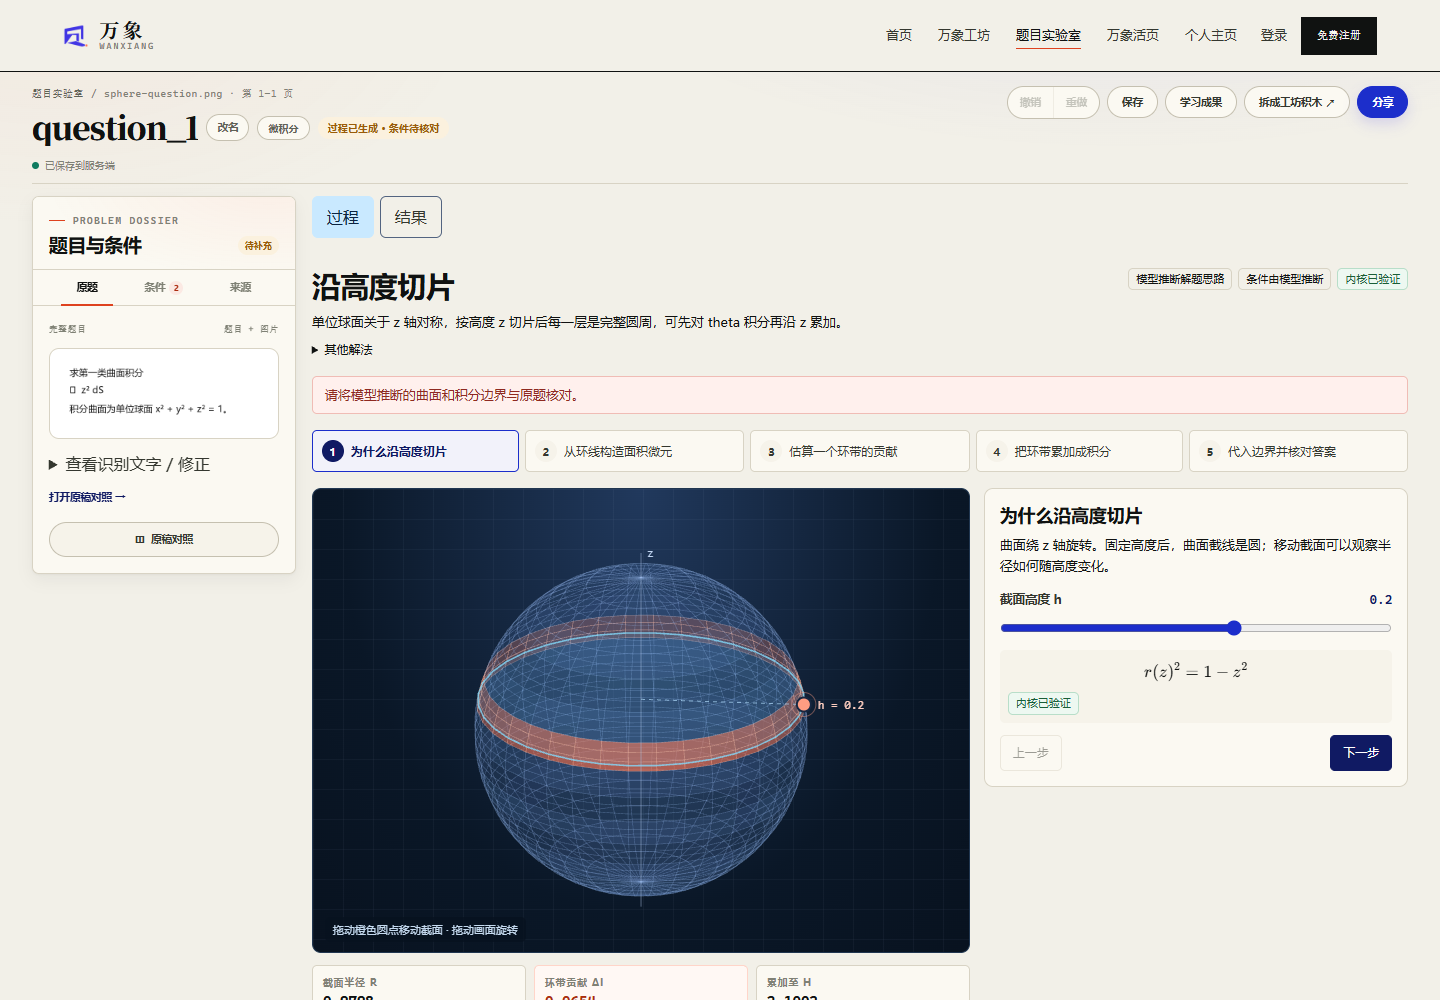 万象
WANXIANG
首页
万象工坊
题目实验室
万象活页
个人主页
登录
免费注册
题目实验室 / sphere-question.png · 第 1-1 页
question_1
改名
微积分
过程已生成 • 条件待核对
已保存到服务端
撤销
重做
保存
学习成果
拆成工坊积木 ↗
分享
PROBLEM DOSSIER
题目与条件
待补充
原题
条件 2
来源
完整题目
题目 + 图片
求第一类曲面积分
z² dS
积分曲面为单位球面 x² + y² + z² = 1。
▶ 查看识别文字 / 修正
打开原稿对照 →
原稿对照
过程
结果
沿高度切片
模型推断解题思路
条件由模型推断
内核已验证
单位球面关于 z 轴对称，按高度 z 切片后每一层是完整圆周，可先对 theta 积分再沿 z 累加。
▶ 其他解法
请将模型推断的曲面和积分边界与原题核对。
1 为什么沿高度切片
2 从环线构造面积微元
3 估算一个环带的贡献
4 把环带累加成积分
5 代入边界并核对答案
z
h = 0.2
拖动橙色圆点移动截面 · 拖动画面旋转
为什么沿高度切片
曲面绕 z 轴旋转。固定高度后，曲面截线是圆；移动截面可以观察半
径如何随高度变化。
截面高度 h
0.2
r(z)² = 1 − z²
内核已验证
上一步
下一步
截面半径 R
环带贡献 ΔI
累加至 H